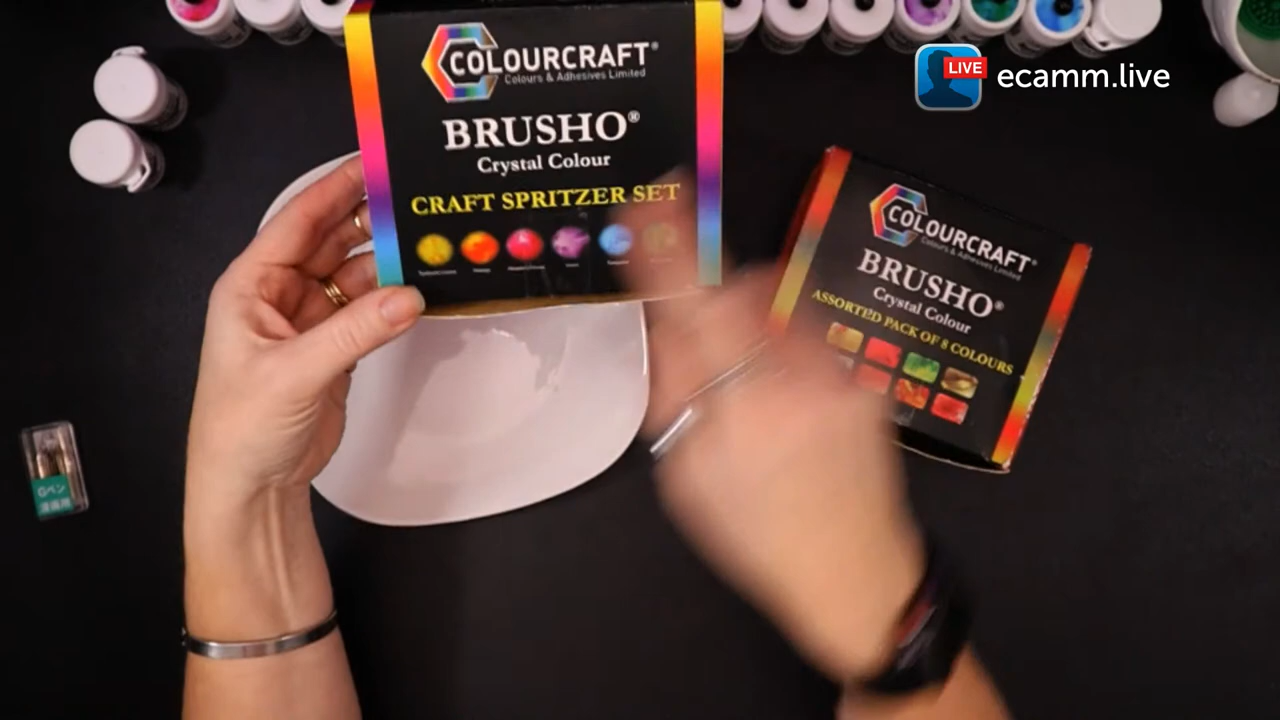 LIVE
ecamm.live
COLOURCRAFT®
Colours & Adhesives Limited
BRUSHO®
Crystal Colour
CRAFT SPRITZER SET
COLOURCRAFT®
Colours & Adhesives Limited
BRUSHO®
Crystal Colour
ASSORTED PACK OF 8 COLOURS
Gペン